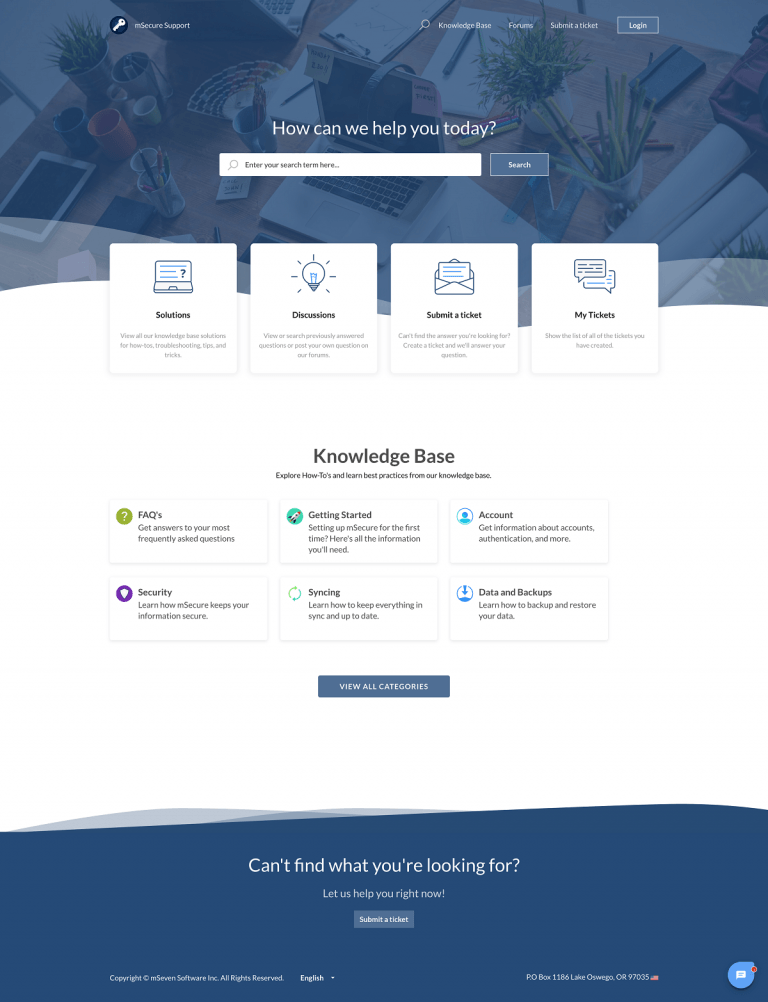 mSecure Support
Knowledge Base
Forums
Submit a ticket
Login
How can we help you today?
Enter your search term here...
Search
?
Solutions
View all our knowledge base solutions
for how-tos, troubleshooting, tips, and
tricks.
Discussions
View or search previously answered
questions or post your own question on
our forums.
Submit a ticket
Can't find the answer you're looking for?
Create a ticket and we'll answer your
question.
My Tickets
Show the list of all of the tickets you
have created.
Knowledge Base
Explore How-To's and learn best practices from our knowledge base.
?
FAQ's
Get answers to your most
frequently asked questions
Getting Started
Setting up mSecure for the first
time? Here's all the information
you'll need.
Account
Get information about accounts,
authentication, and more.
Security
Learn how mSecure keeps your
information secure.
Syncing
Learn how to keep everything in
sync and up to date.
Data and Backups
Learn how to backup and restore
your data.
VIEW ALL CATEGORIES
Can't find what you're looking for?
Let us help you right now!
Submit a ticket
Copyright © mSeven Software Inc. All Rights Reserved.
English
P.O Box 1186 Lake Oswego, OR 97035